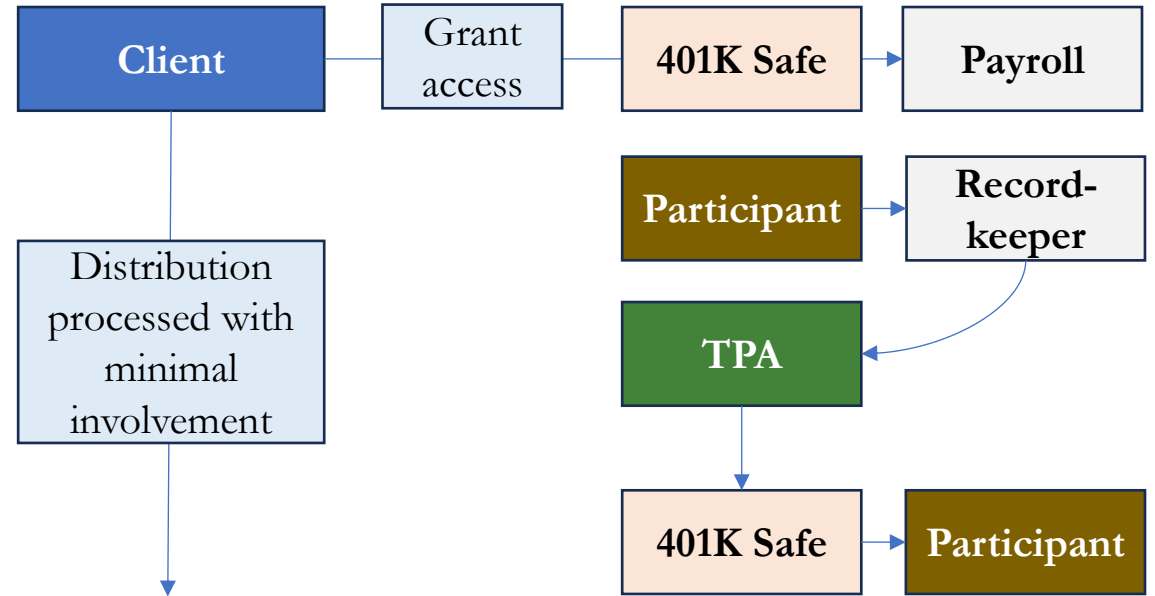 Client
Grant
access
401K Safe
Payroll
Participant
Record-
keeper
Distribution
processed with
minimal
involvement
TPA
401K Safe
Participant